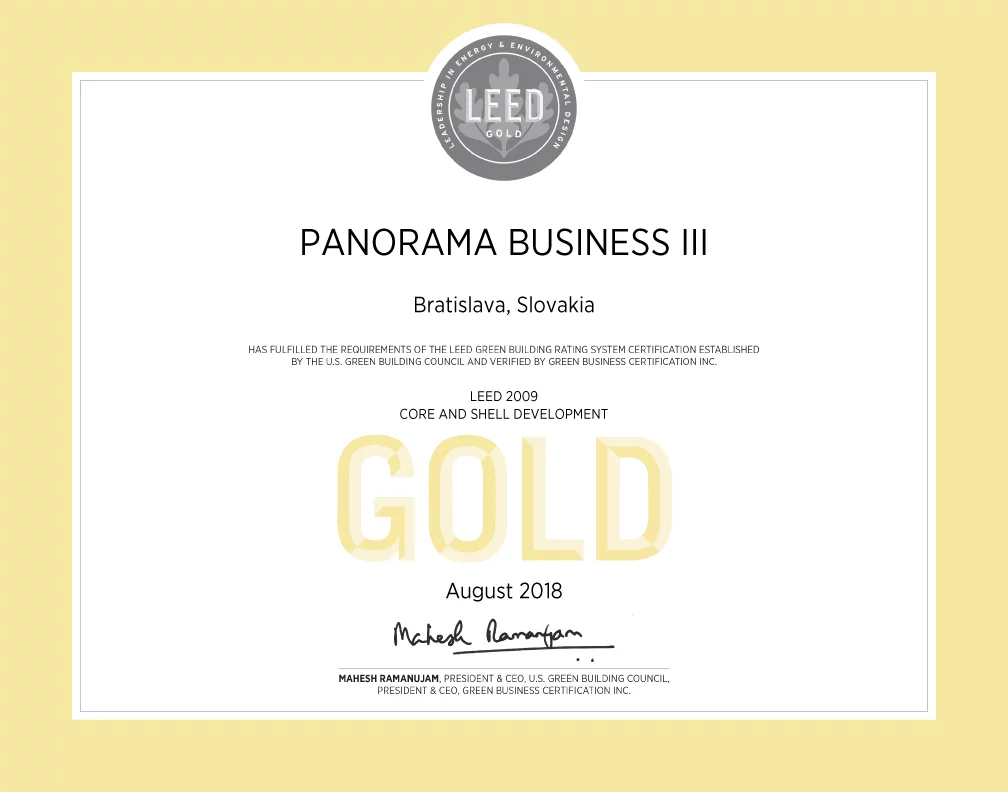 LEADERSHIP IN ENERGY & ENVIRONMENTAL DESIGN
LEED
GOLD
PANORAMA BUSINESS III
Bratislava, Slovakia
HAS FULFILLED THE REQUIREMENTS OF THE LEED GREEN BUILDING RATING SYSTEM CERTIFICATION ESTABLISHED
BY THE U.S. GREEN BUILDING COUNCIL AND VERIFIED BY GREEN BUSINESS CERTIFICATION INC.
LEED 2009
CORE AND SHELL DEVELOPMENT
GOLD
August 2018
Mahesh Ramanujam
MAHESH RAMANUJAM, PRESIDENT & CEO, U.S. GREEN BUILDING COUNCIL,
PRESIDENT & CEO, GREEN BUSINESS CERTIFICATION INC.